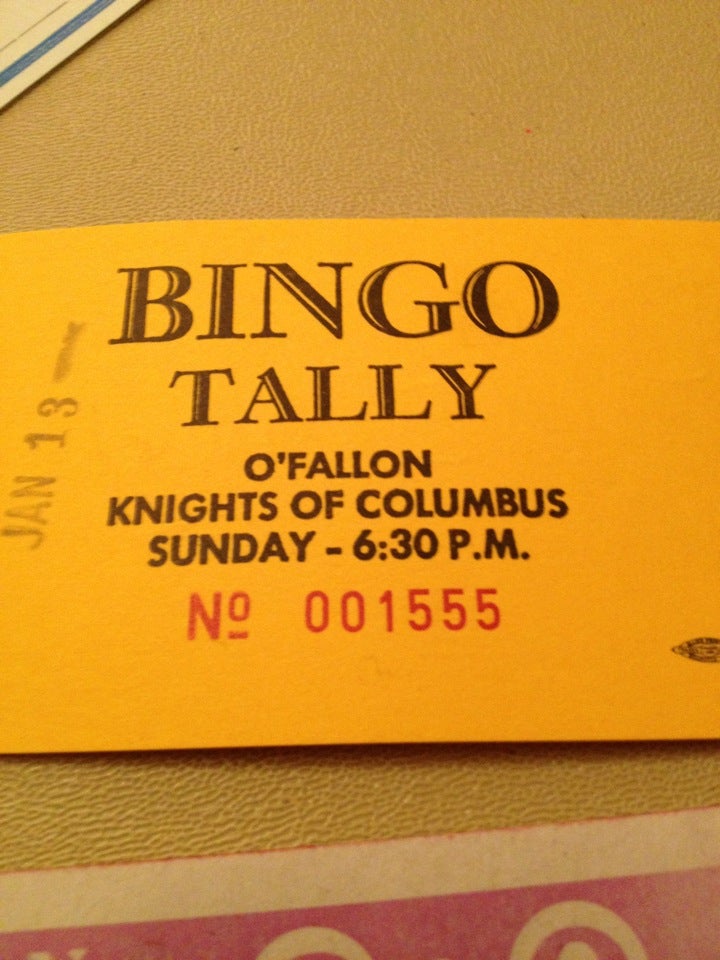 BINGO
TALLY
O'FALLON
KNIGHTS OF COLUMBUS
SUNDAY - 6:30 P.M.
Nº 001555
JAN 13